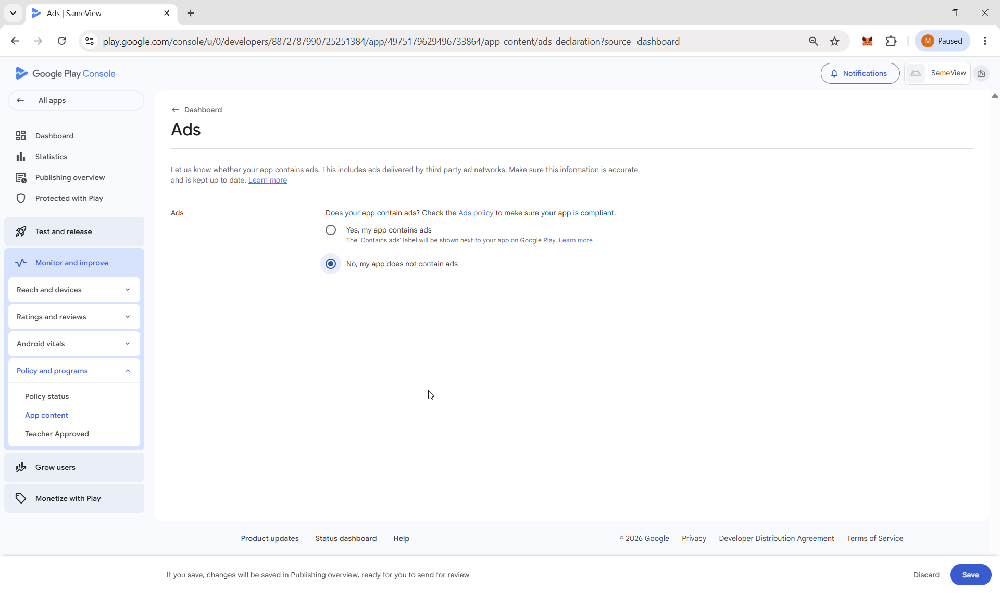 Ads | SameView
play.google.com/console/u/0/developers/8872787990725251384/app/4975179629496733864/app-content/ads-declaration?source=dashboard
M Paused
Google Play Console
Notifications
SameView
All apps
Dashboard
Statistics
Publishing overview
Protected with Play
Test and release
Monitor and improve
Reach and devices
Ratings and reviews
Android vitals
Policy and programs
Policy status
App content
Teacher Approved
Grow users
Monetize with Play
Dashboard
Ads
Let us know whether your app contains ads. This includes ads delivered by third party ad networks. Make sure this information is accurate
and is kept up to date. Learn more
Ads
Does your app contain ads? Check the Ads policy to make sure your app is compliant.
Yes, my app contains ads
The 'Contains ads' label will be shown next to your app on Google Play. Learn more
No, my app does not contain ads
Product updates
Status dashboard
Help
© 2026 Google
Privacy
Developer Distribution Agreement
Terms of Service
If you save, changes will be saved in Publishing overview, ready for you to send for review
Discard
Save